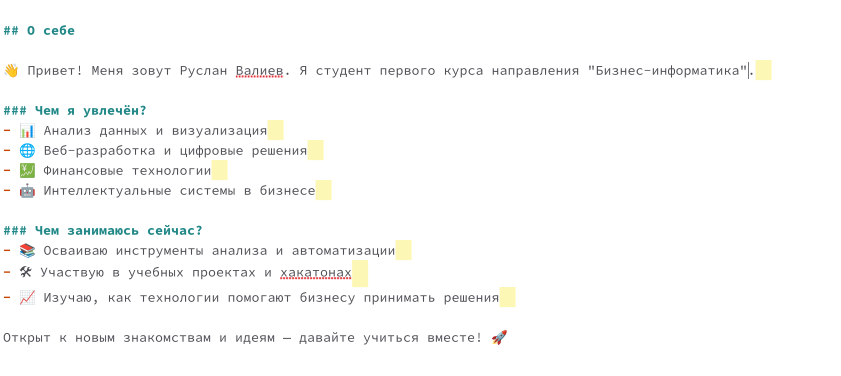 ## О себе
👋 Привет! Меня зовут Руслан Валиев. Я студент первого курса направления "Бизнес-информатика".
### Чем я увлечён?
- 📊 Анализ данных и визуализация
- 🌐 Веб-разработка и цифровые решения
- 💹 Финансовые технологии
- 🤖 Интеллектуальные системы в бизнесе
### Чем занимаюсь сейчас?
- 📚 Осваиваю инструменты анализа и автоматизации
- 🛠 Участвую в учебных проектах и хакатонах
- 📈 Изучаю, как технологии помогают бизнесу принимать решения
Открыт к новым знакомствам и идеям — давайте учиться вместе! 🚀